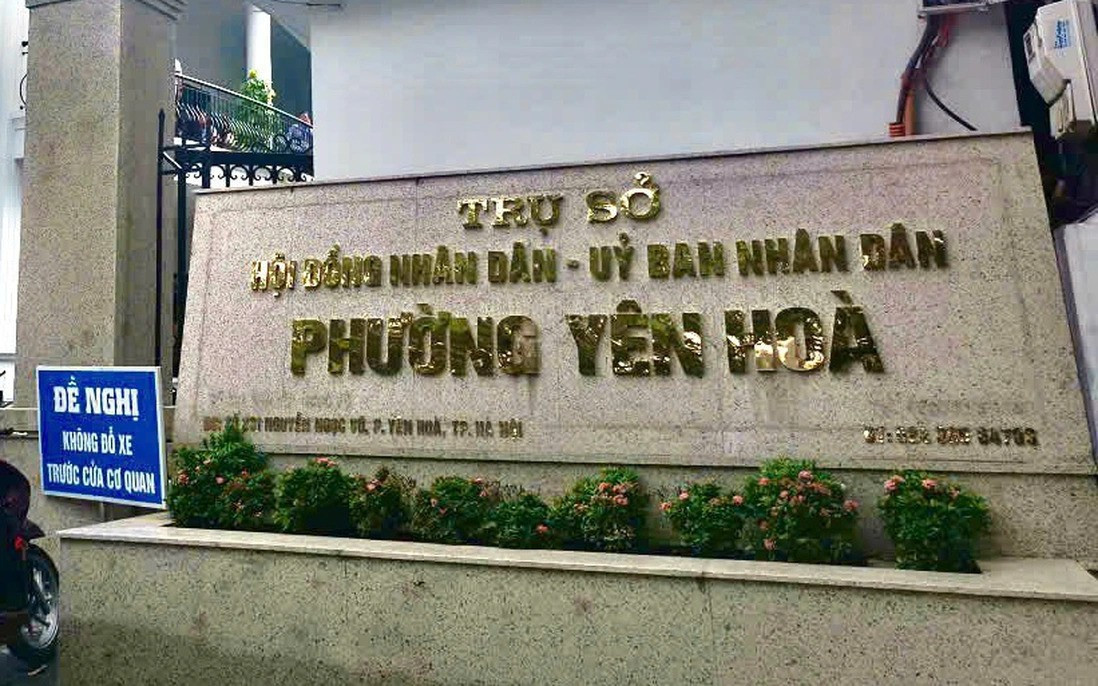 TRỤ SỞ
HỘI ĐỒNG NHÂN DÂN - UỶ BAN NHÂN DÂN
PHƯỜNG YÊN HOÀ
NGUYỄN NGỌC VŨ, P. YÊN HOÀ, TP. HÀ NỘI
ĐỀ NGHỊ
KHÔNG ĐỖ XE
TRƯỚC CỬA CƠ QUAN